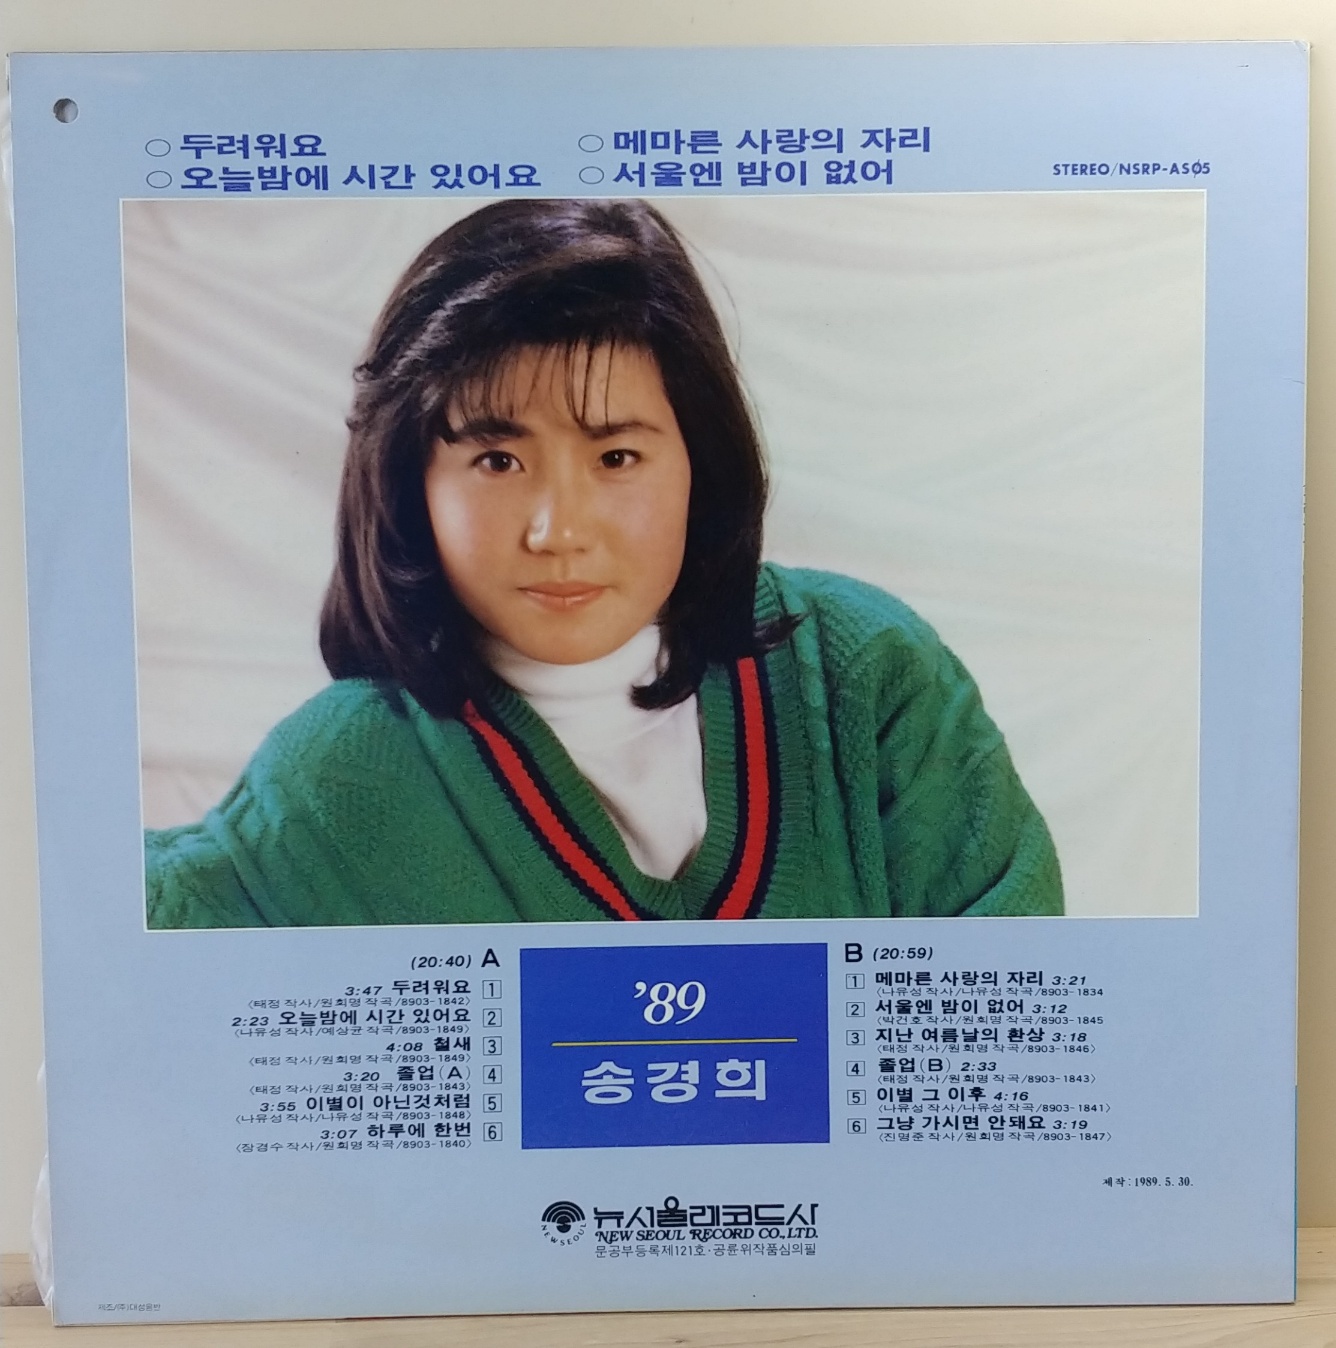 ○ 두려워요
○ 오늘밤에 시간 있어요
○ 메마른 사랑의 자리
○ 서울엔 밤이 없어
STEREO/NSRP-AS05
(20:40) A
3:47 두려워요 1
〈태정 작사/원희명 작곡/8903-1842〉
2:23 오늘밤에 시간 있어요 2
〈나유성 작사/예상균 작곡/8903-1849〉
4:08 철새 3
〈태정 작사/원희명 작곡/8903-1849〉
3:20 졸업(A) 4
〈태정 작사/원희명 작곡/8903-1843〉
3:55 이별이 아닌것처럼 5
〈나유성 작사/나유성 작곡/8903-1848〉
3:07 하루에 한번 6
〈장경수 작사/원희명 작곡/8903-1840〉
'89
송경희
B (20:59)
1 메마른 사랑의 자리 3:21
〈나유성 작사/나유성 작곡/8903-1834
2 서울엔 밤이 없어 3:12
〈박건호 작사/원희명 작곡/8903-1845
3 지난 여름날의 환상 3:18
〈태정 작사/원희명 작곡/8903-1846〉
4 졸업(B) 2:33
〈태정 작사/원희명 작곡/8903-1843〉
5 이별 그 이후 4:16
〈나유성 작사/나유성 작곡/8903-1841〉
6 그냥 가시면 안돼요 3:19
〈진명준 작사/원희명 작곡/8903-1847〉
제작:1989. 5. 30.
NEW SEOUL
뉴서울레코드사
NEW SEOUL RECORD CO.,LTD.
문공부등록제121호·공륜위작품심의필
제조/(주)대성음반